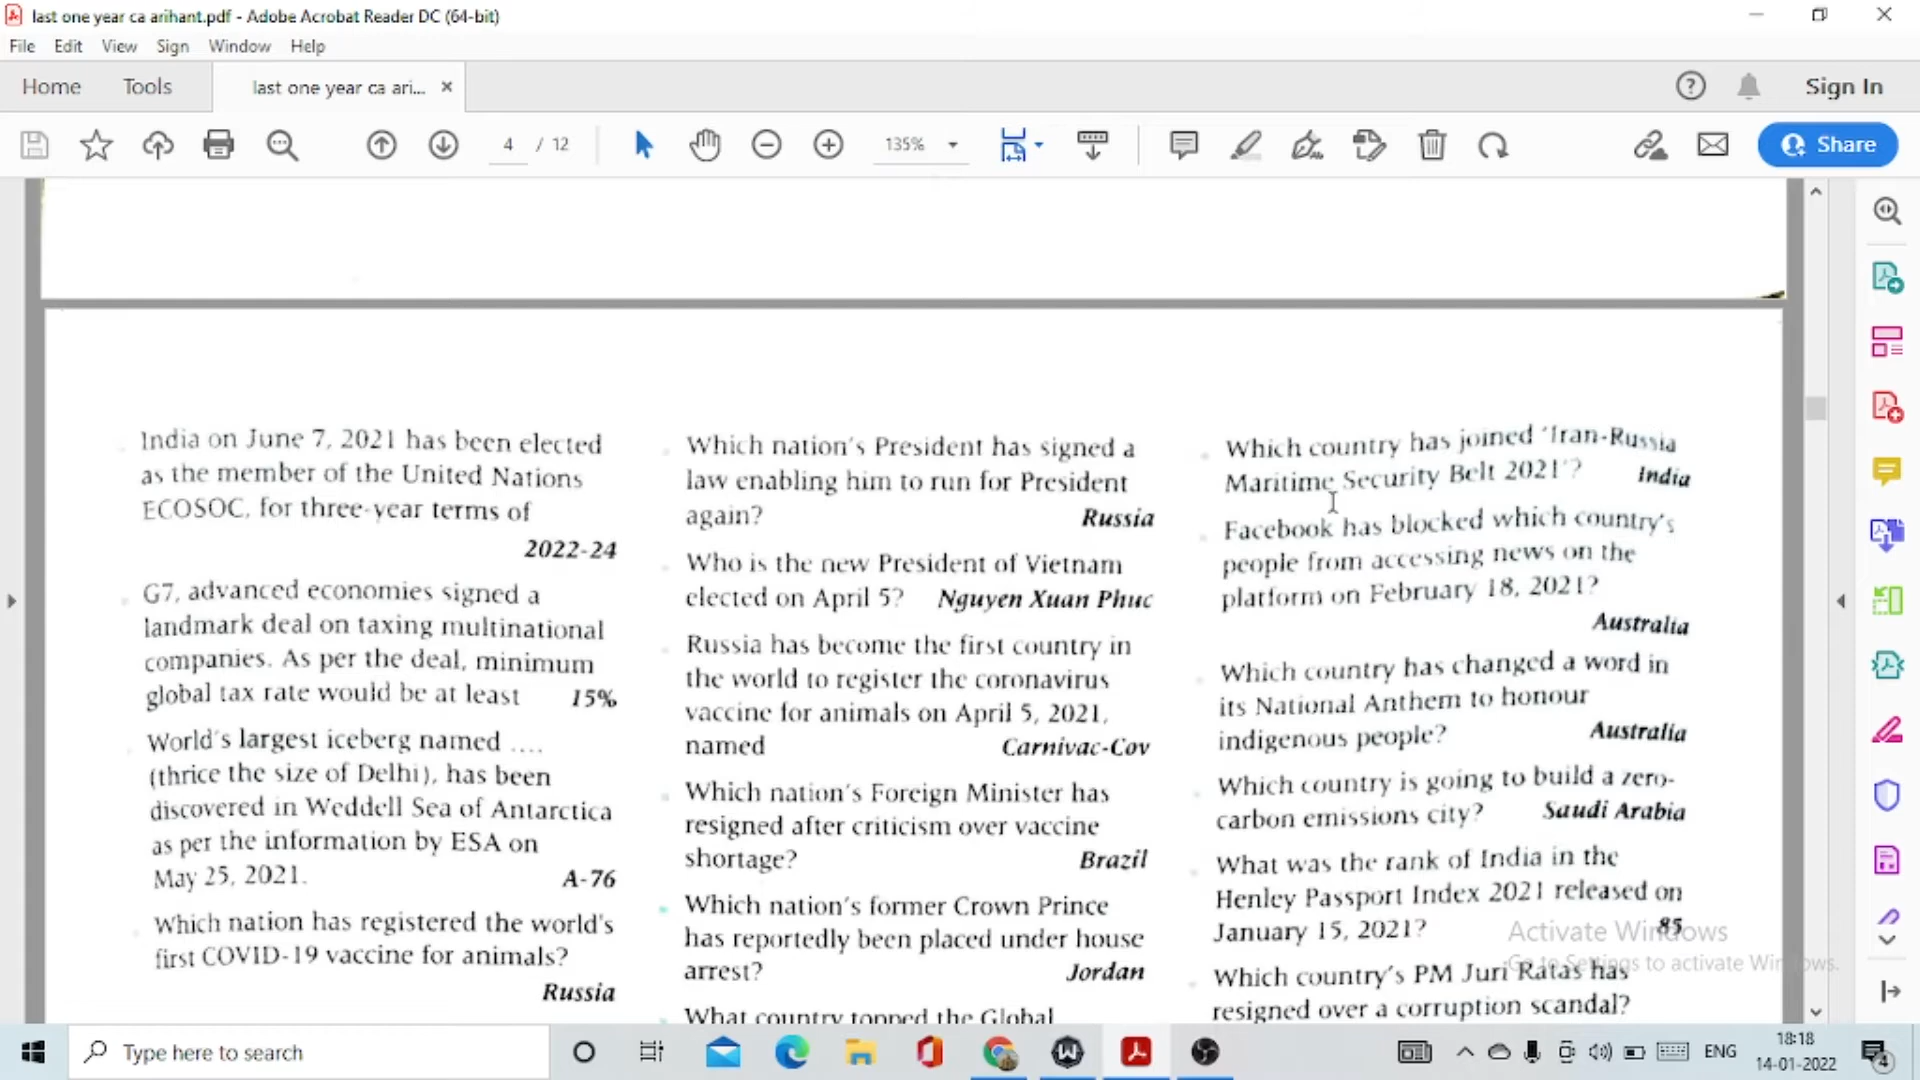 last one year ca arihant.pdf - Adobe Acrobat Reader DC (64-bit)
File Edit View Sign Window Help
Home Tools last one year ca ari... × Sign In
4 / 12 135% Share
India on June 7, 2021 has been elected
as the member of the United Nations
ECOSOC, for three-year terms of
2022-24
G7, advanced economies signed a
landmark deal on taxing multinational
companies. As per the deal, minimum
global tax rate would be at least 15%
World's largest iceberg named ....
(thrice the size of Delhi), has been
discovered in Weddell Sea of Antarctica
as per the information by ESA on
May 25, 2021. A-76
Which nation has registered the world's
first COVID-19 vaccine for animals?
Russia
Which nation's President has signed a
law enabling him to run for President
again? Russia
Who is the new President of Vietnam
elected on April 5? Nguyen Xuan Phuc
Russia has become the first country in
the world to register the coronavirus
vaccine for animals on April 5, 2021,
named Carnivac-Cov
Which nation's Foreign Minister has
resigned after criticism over vaccine
shortage? Brazil
Which nation's former Crown Prince
has reportedly been placed under house
arrest? Jordan
What country topped the Global
Which country has joined 'Iran-Russia
Maritime Security Belt 2021'? India
Facebook has blocked which country's
people from accessing news on the
platform on February 18, 2021?
Australia
Which country has changed a word in
its National Anthem to honour
indigenous people? Australia
Which country is going to build a zero-
carbon emissions city? Saudi Arabia
What was the rank of India in the
Henley Passport Index 2021 released on
January 15, 2021? 85
Which country's PM Juri Ratas has
resigned over a corruption scandal?
Activate Windows
Go to Settings to activate Windows.
Type here to search
ENG
18:18
14-01-2022
4